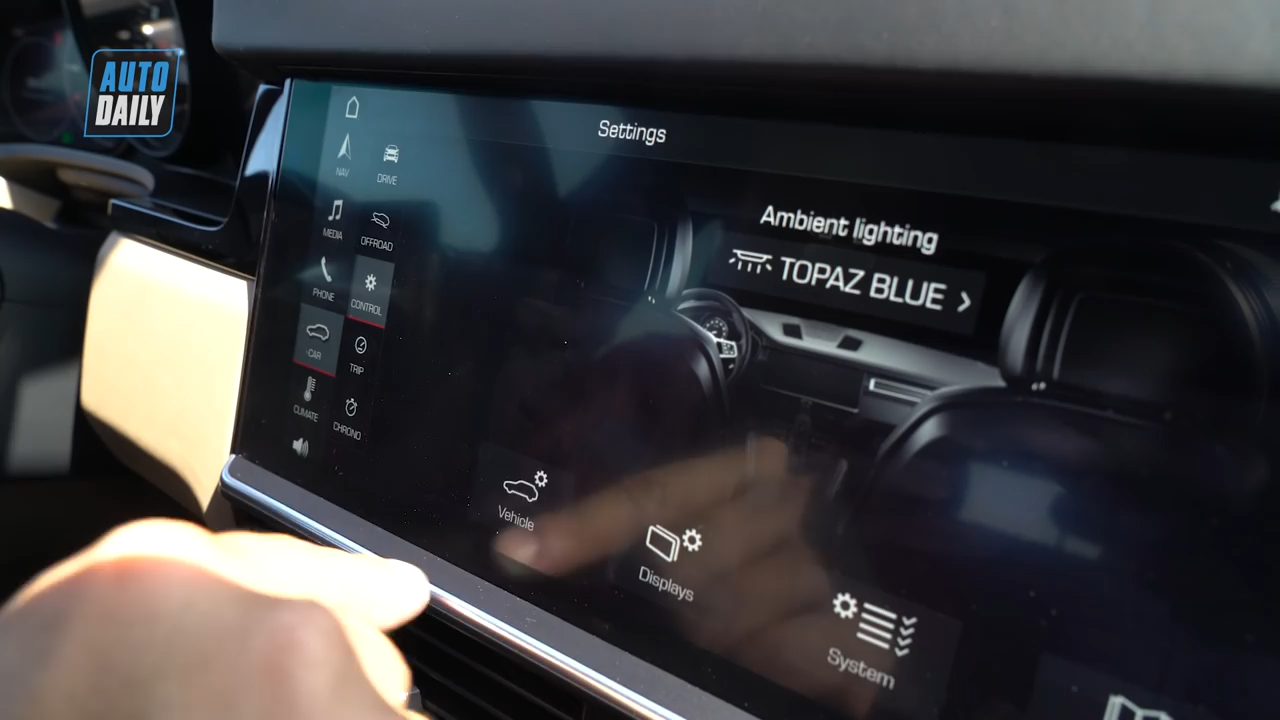 AUTO
DAILY
Settings
NAV
DRIVE
MEDIA
OFFROAD
PHONE
CONTROL
CAR
TRIP
CLIMATE
CHRONO
Ambient lighting
TOPAZ BLUE
Vehicle
Displays
System